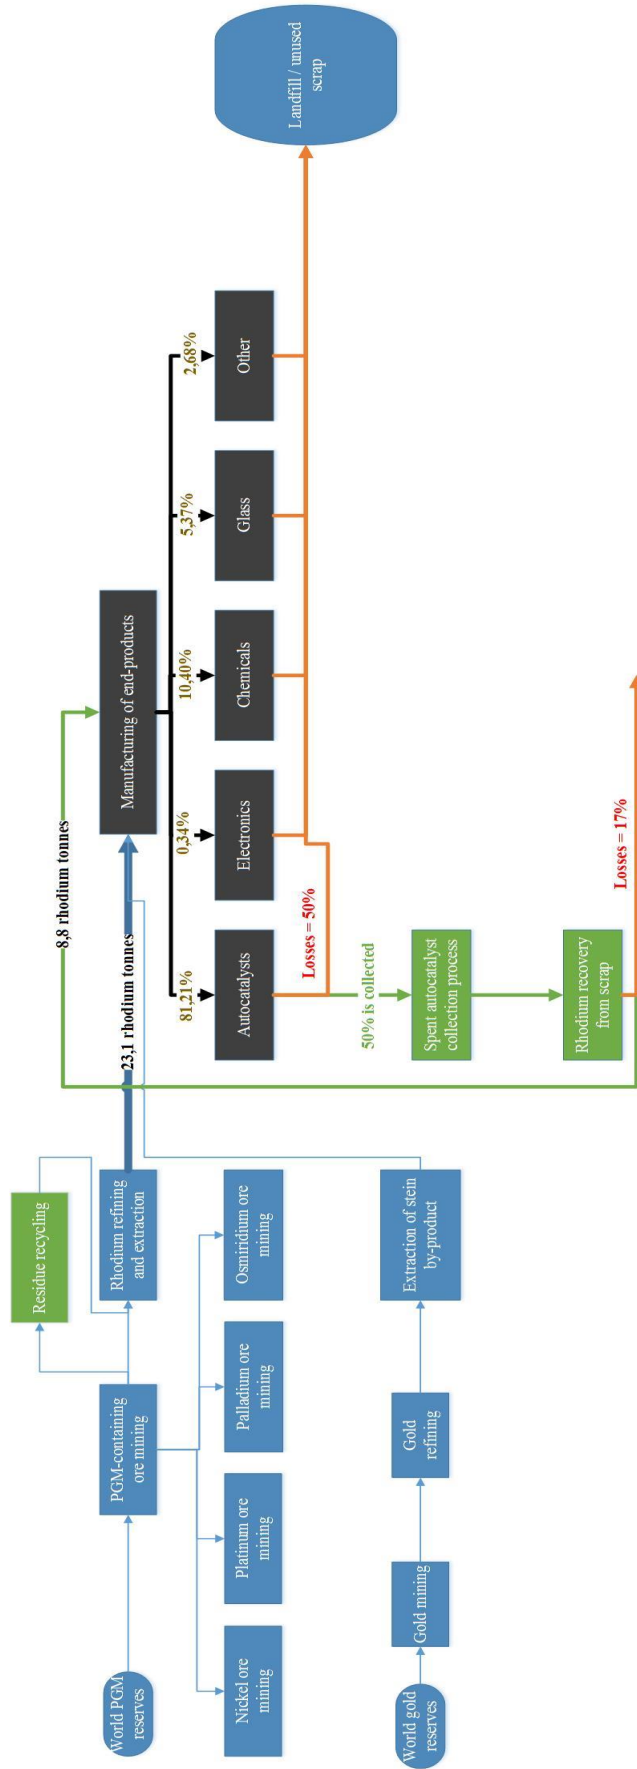 World PGM
reserves
PGM-containing
ore mining
Residue recycling
Rhodium refining
and extraction
Nickel ore
mining
Platinum ore
mining
Palladium ore
mining
Osmiridium ore
mining
World gold
reserves
Gold mining
Gold
refining
Extraction of stein
by-product
23,1 rhodium tonnes
8,8 rhodium tonnes
Manufacturing of end-products
81,21%
0,34%
10,40%
5,37%
2,68%
Autocatalysts
Electronics
Chemicals
Glass
Other
Losses = 50%
50% is collected
Spent autocatalyst
collection process
Rhodium recovery
from scrap
Losses = 17%
Landfill / unused
scrap